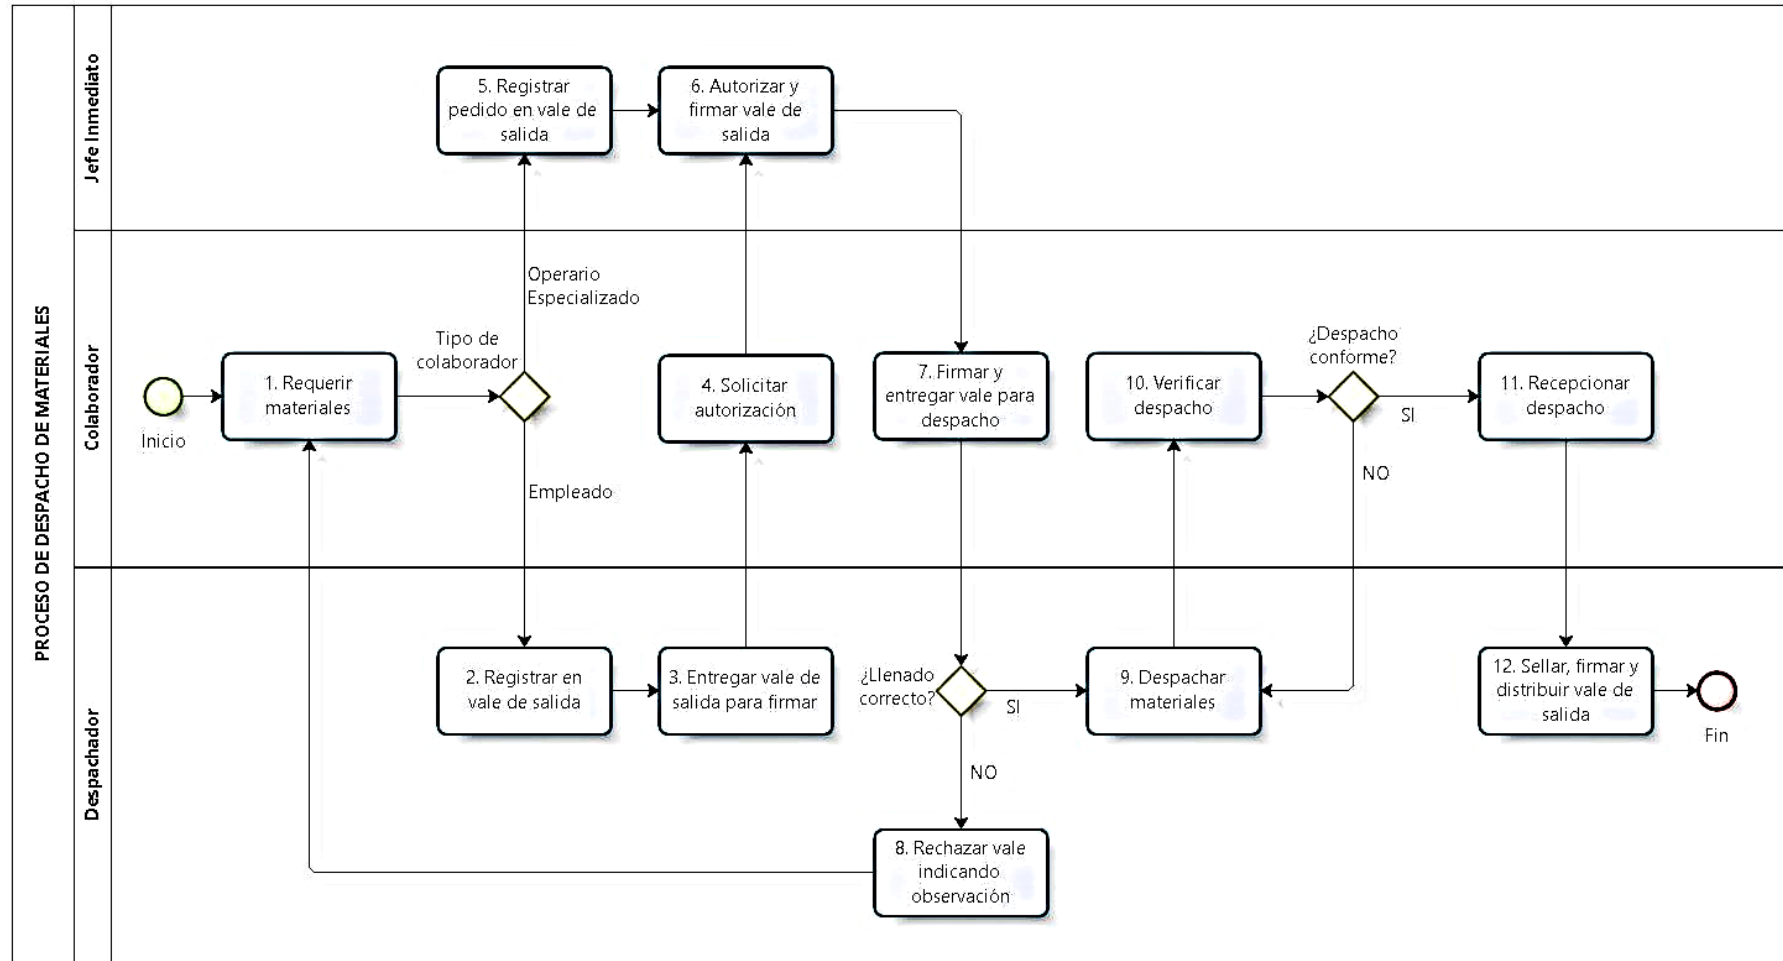 PROCESO DE DESPACHO DE MATERIALES
Jefe Inmediato
5. Registrar
pedido en vale de
salida
6. Autorizar y
firmar vale de
salida
Colaborador
Inicio
1. Requerir
materiales
Tipo de
colaborador
Operario
Especializado
Empleado
4. Solicitar
autorización
7. Firmar y
entregar vale para
despacho
10. Verificar
despacho
¿Despacho
conforme?
SI
NO
11. Recepcionar
despacho
Despachador
2. Registrar en
vale de salida
3. Entregar vale de
salida para firmar
¿Llenado
correcto?
SI
NO
9. Despachar
materiales
8. Rechazar vale
indicando
observación
12. Sellar, firmar y
distribuir vale de
salida
Fin